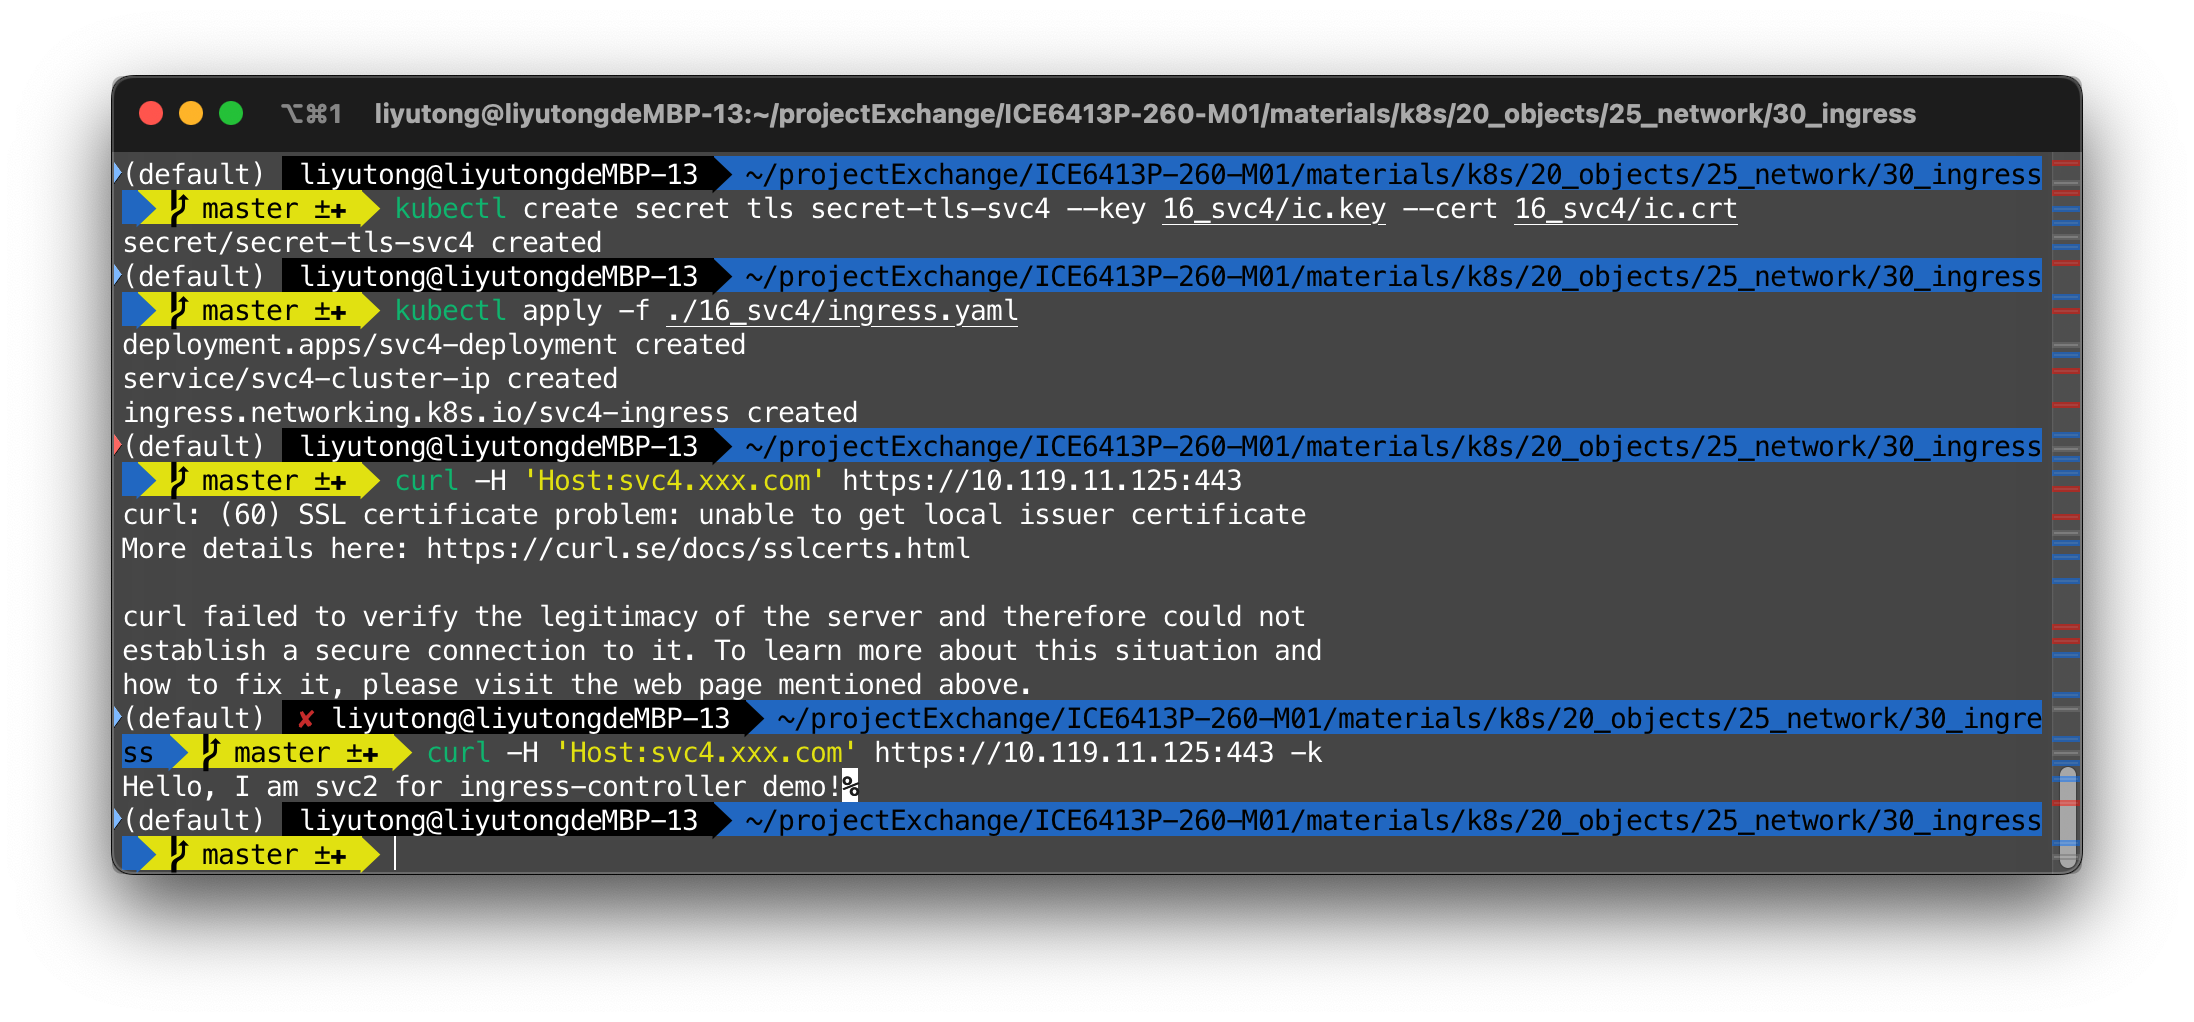 ⌥⌘1 liyutong@liyutongdeMBP-13:~/projectExchange/ICE6413P-260-M01/materials/k8s/20_objects/25_network/30_ingress
(default) liyutong@liyutongdeMBP-13 ~/projectExchange/ICE6413P-260-M01/materials/k8s/20_objects/25_network/30_ingress
master ±✚ kubectl create secret tls secret-tls-svc4 --key 16_svc4/ic.key --cert 16_svc4/ic.crt
secret/secret-tls-svc4 created
(default) liyutong@liyutongdeMBP-13 ~/projectExchange/ICE6413P-260-M01/materials/k8s/20_objects/25_network/30_ingress
master ±✚ kubectl apply -f ./16_svc4/ingress.yaml
deployment.apps/svc4-deployment created
service/svc4-cluster-ip created
ingress.networking.k8s.io/svc4-ingress created
(default) liyutong@liyutongdeMBP-13 ~/projectExchange/ICE6413P-260-M01/materials/k8s/20_objects/25_network/30_ingress
master ±✚ curl -H 'Host:svc4.xxx.com' https://10.119.11.125:443
curl: (60) SSL certificate problem: unable to get local issuer certificate
More details here: https://curl.se/docs/sslcerts.html
curl failed to verify the legitimacy of the server and therefore could not
establish a secure connection to it. To learn more about this situation and
how to fix it, please visit the web page mentioned above.
(default) ✘ liyutong@liyutongdeMBP-13 ~/projectExchange/ICE6413P-260-M01/materials/k8s/20_objects/25_network/30_ingre
ss master ±✚ curl -H 'Host:svc4.xxx.com' https://10.119.11.125:443 -k
Hello, I am svc2 for ingress-controller demo!%
(default) liyutong@liyutongdeMBP-13 ~/projectExchange/ICE6413P-260-M01/materials/k8s/20_objects/25_network/30_ingress
master ±✚